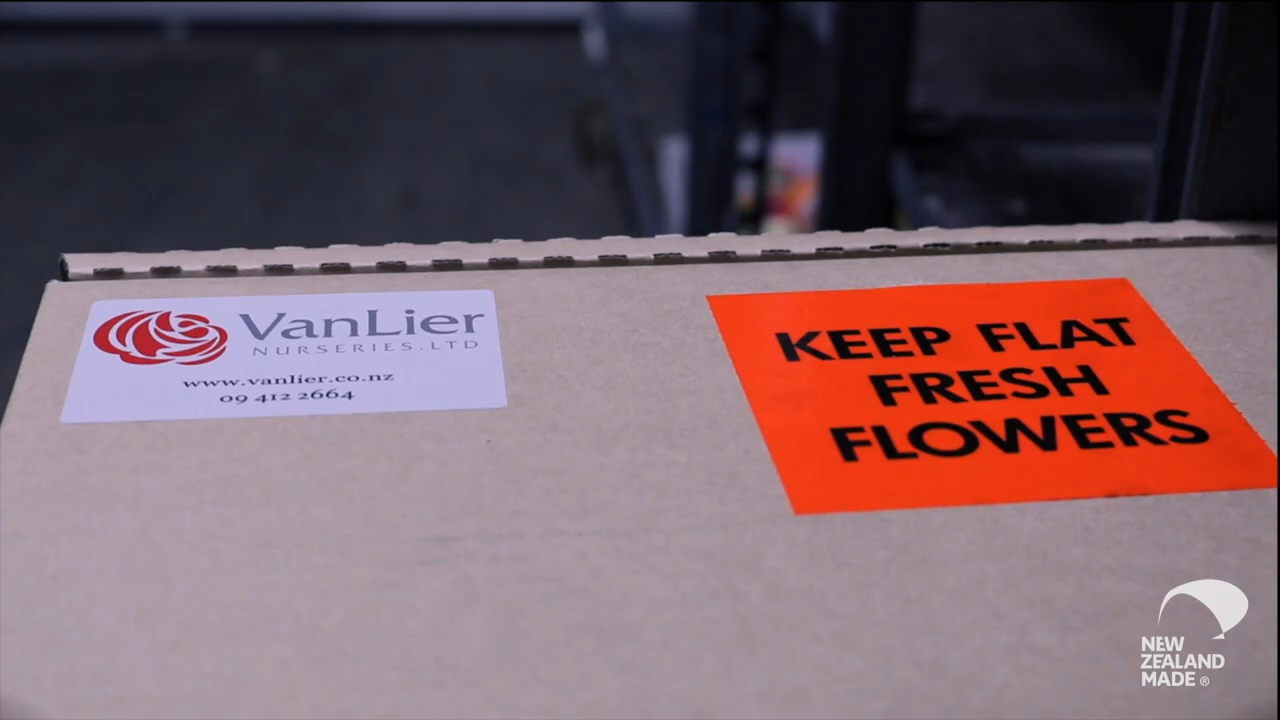 VanLier
NURSERIES.LTD
www.vanlier.co.nz
09 412 2664
KEEP FLAT
FRESH
FLOWERS
NEW
ZEALAND
MADE ®